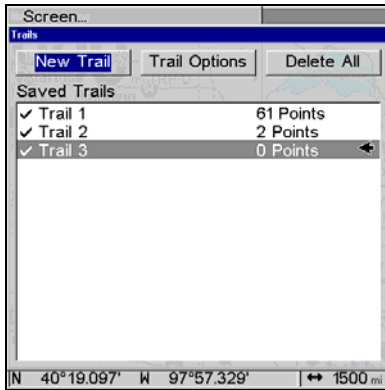 Screen...
Trails
New Trail Trail Options Delete All
Saved Trails
✓ Trail 1 61 Points
✓ Trail 2 2 Points
✓ Trail 3 0 Points
N 40°19.097' W 97°57.329' ↔ 1500 mi